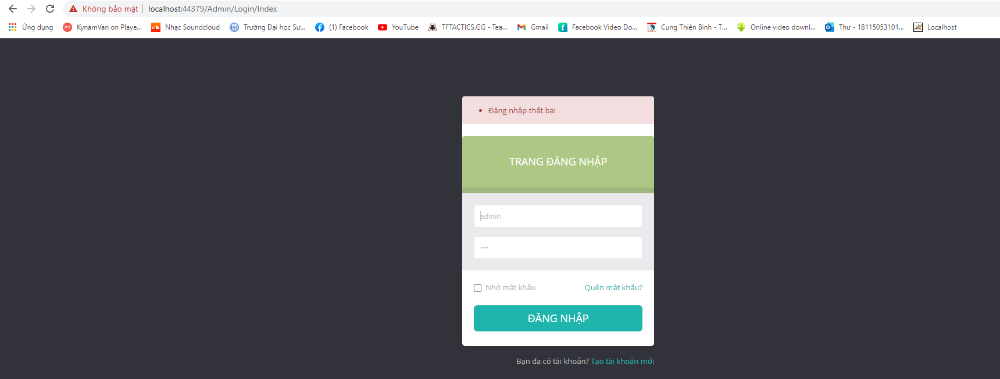 Không bảo mật | localhost:44379/Admin/Login/Index
Ứng dụng KynamVan on Playe... Nhạc Soundcloud Trường Đại học Sư... (1) Facebook YouTube TFTACTICS.GG - Tea... Gmail Facebook Video Do... Cung Thiên Bình - T... Online video downl... Thư - 18115053101... Localhost
Đăng nhập thất bại
TRANG ĐĂNG NHẬP
admin
Nhớ mật khẩu Quên mật khẩu?
ĐĂNG NHẬP
Bạn đa có tài khoản? Tạo tài khoản mới